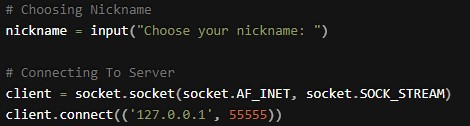 # Choosing Nickname
nickname = input("Choose your nickname: ")
# Connecting To Server
client = socket.socket(socket.AF_INET, socket.SOCK_STREAM)
client.connect(('127.0.0.1', 55555))